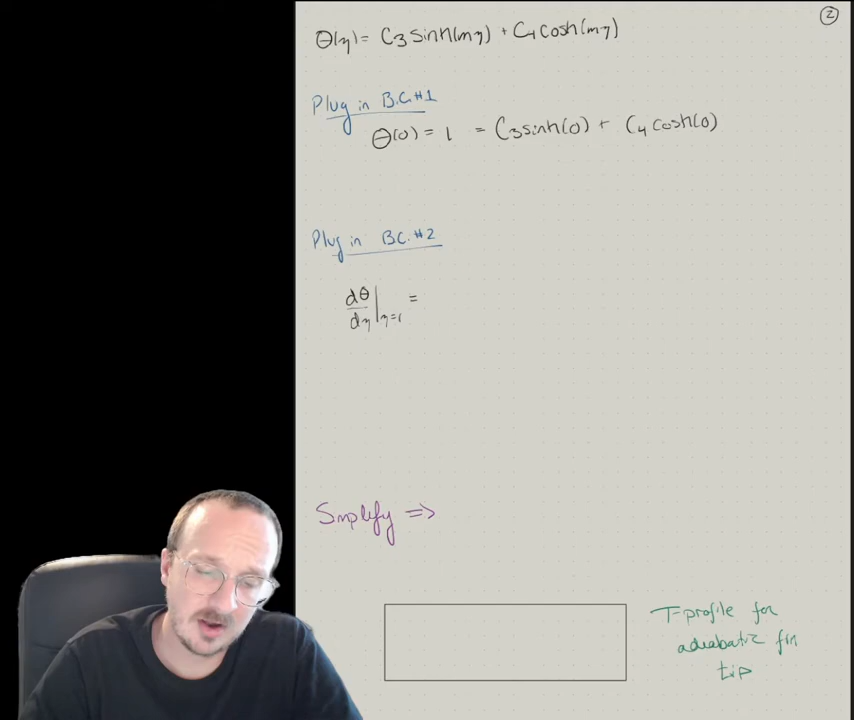 ②
Θ(η) = C₃ sinh(mη) + C₄ cosh(mη)
Plug in B.C. #1
Θ(0) = 1 = C₃ sinh(0) + C₄ cosh(0)
Plug in BC. #2
dθ/dη |η=1 =
Simplify ⇒
T-profile for
adiabatic fin
tip